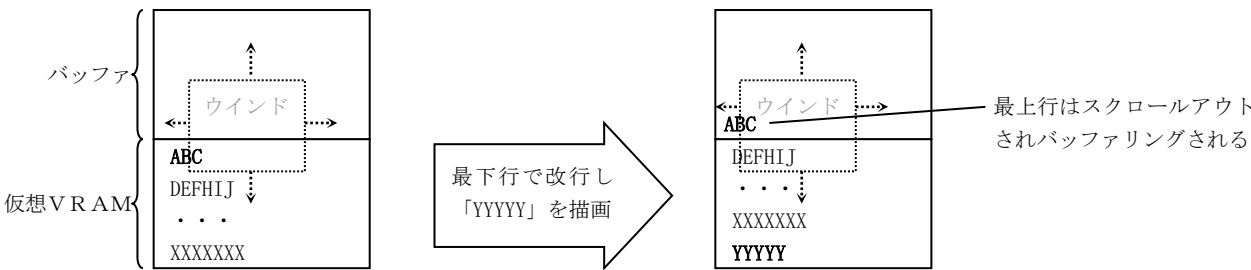 バッファ
ウインド
ABC
仮想VRAM
DEFHIJ
・・・
XXXXXXX
最下行で改行し
「YYYYY」を描画
ウインド
ABC
DEFHIJ
・・・
XXXXXXX
YYYYY
最上行はスクロールアウト
されバッファリングされる